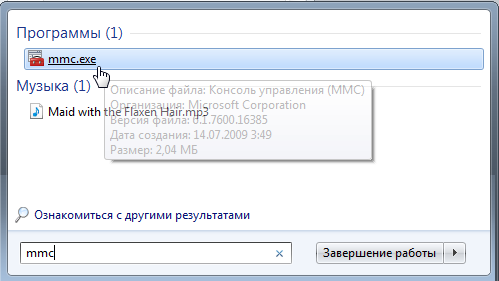 Программы (1)
mmc.exe
Музыка (1)
Maid with the Flaxen Hair.mp3
Описание файла: Консоль управления (MMC)
Организация: Microsoft Corporation
Версия файла: 6.1.7600.16385
Дата создания: 14.07.2009 3:49
Размер: 2,04 МБ
Ознакомиться с другими результатами
mmc
Завершение работы